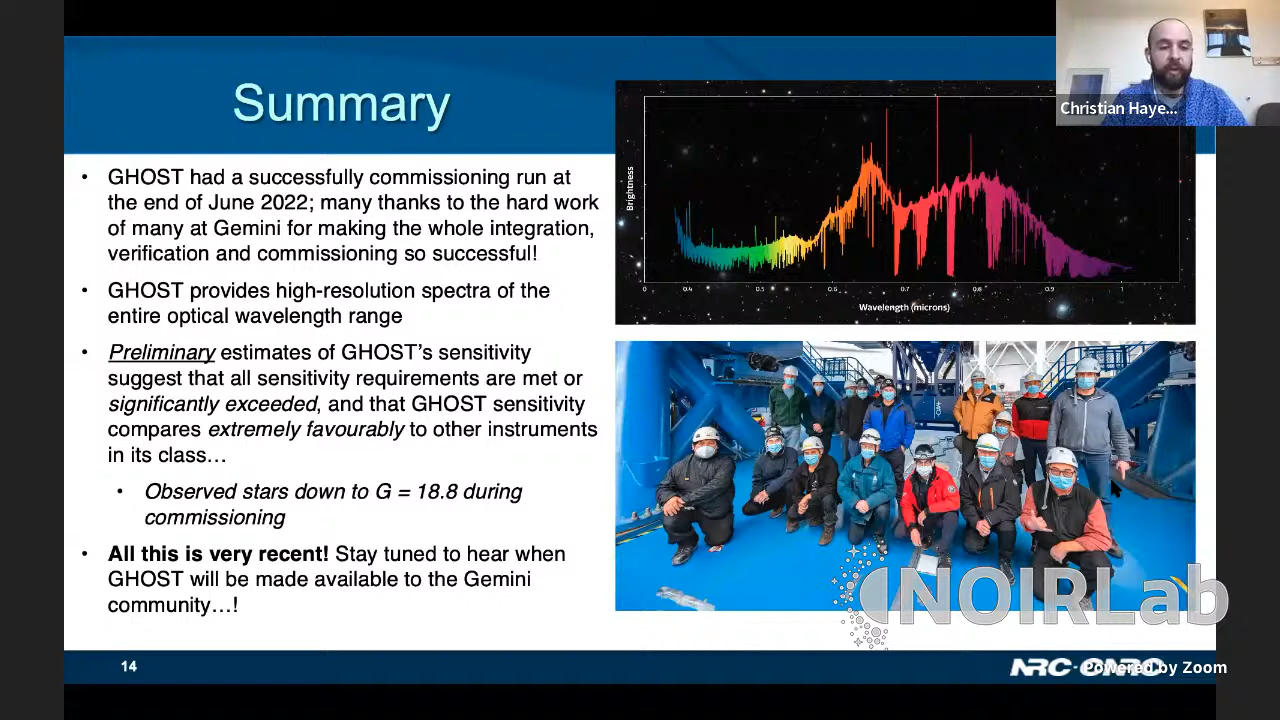 Summary
Christian Haye...
• GHOST had a successfully commissioning run at
the end of June 2022; many thanks to the hard work
of many at Gemini for making the whole integration,
verification and commissioning so successful!
• GHOST provides high-resolution spectra of the
entire optical wavelength range
• Preliminary estimates of GHOST's sensitivity
suggest that all sensitivity requirements are met or
significantly exceeded, and that GHOST sensitivity
compares extremely favourably to other instruments
in its class…
• Observed stars down to G = 18.8 during
commissioning
• All this is very recent! Stay tuned to hear when
GHOST will be made available to the Gemini
community…!
Brightness
0 0.4 0.5 0.6 0.7 0.8 0.9 1
Wavelength (microns)
NOIRLab
14
NRC·CNRC
Powered by Zoom